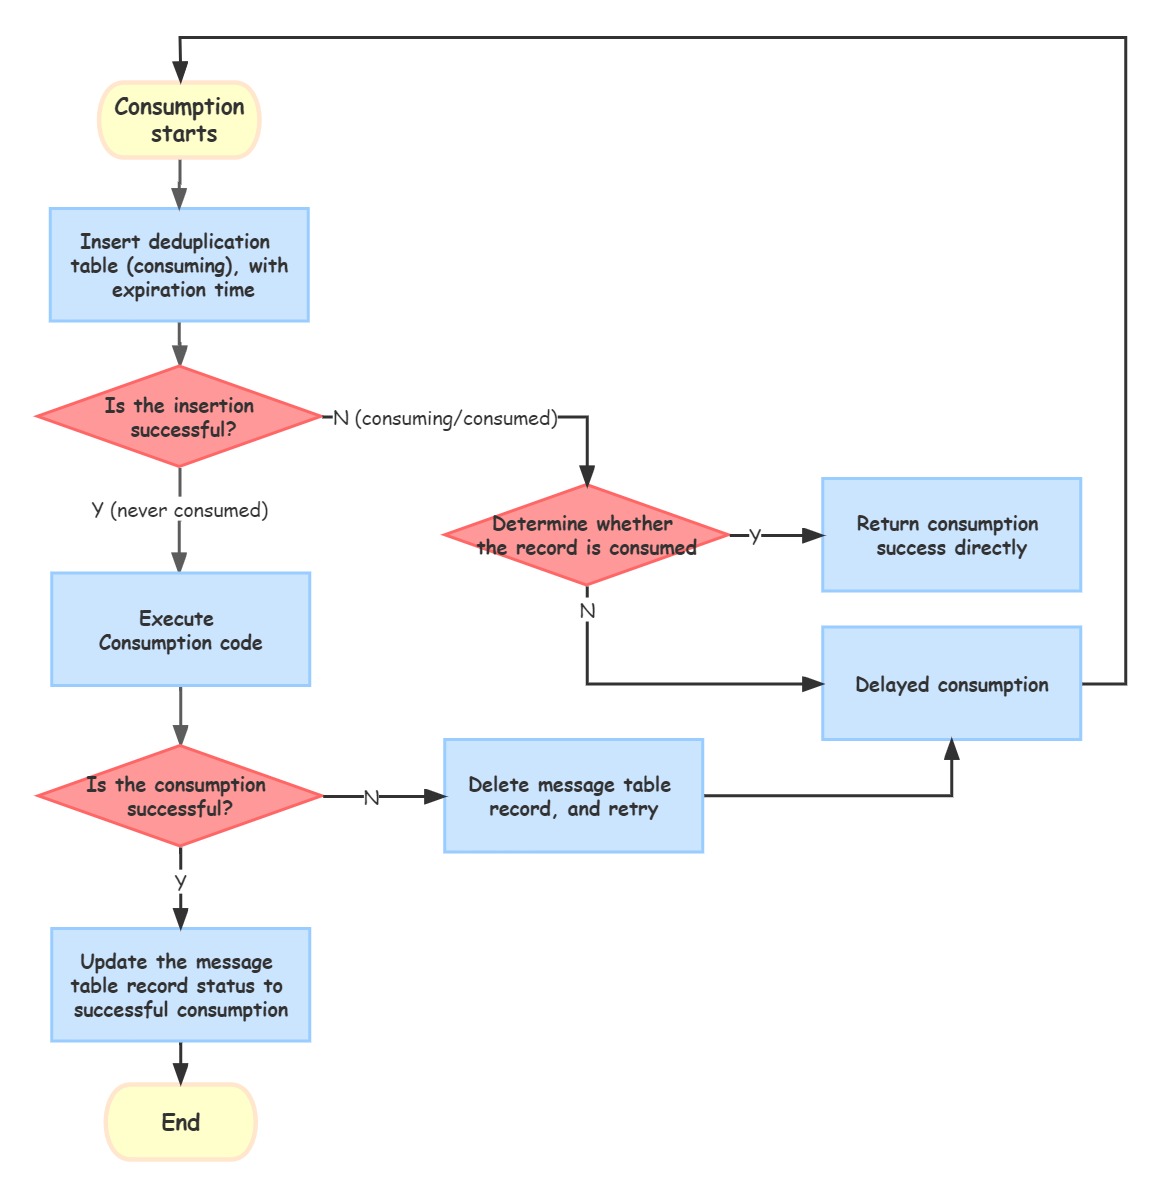 Consumption
starts
Insert deduplication
table (consuming), with
expiration time
Is the insertion
successful?
N (consuming/consumed)
Y (never consumed)
Determine whether
the record is consumed
Y
Return consumption
success directly
N
Execute
Consumption code
Delayed consumption
Is the consumption
successful?
N
Delete message table
record, and retry
Y
Update the message
table record status to
successful consumption
End